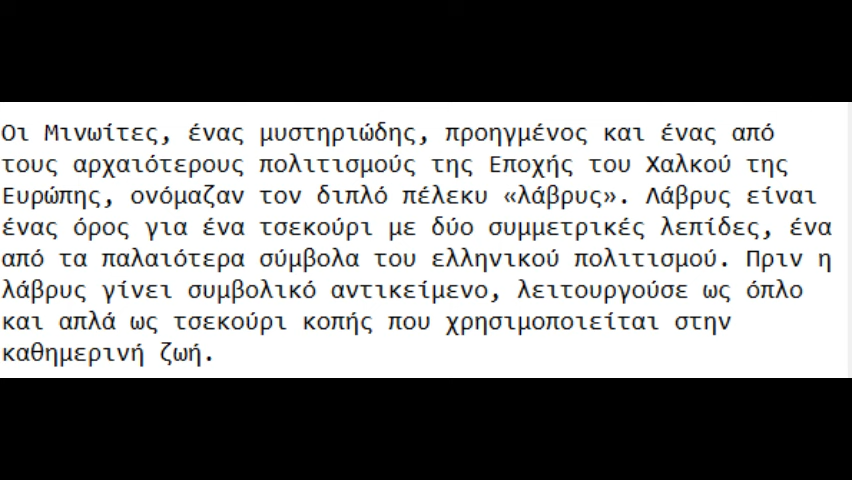 Οι Μινωίτες, ένας μυστηριώδης, προηγμένος και ένας από
τους αρχαιότερους πολιτισμούς της Εποχής του Χαλκού της
Ευρώπης, ονόμαζαν τον διπλό πέλεκυ «λάβρυς». Λάβρυς είναι
ένας όρος για ένα τσεκούρι με δύο συμμετρικές λεπίδες, ένα
από τα παλαιότερα σύμβολα του ελληνικού πολιτισμού. Πριν η
λάβρυς γίνει συμβολικό αντικείμενο, λειτουργούσε ως όπλο
και απλά ως τσεκούρι κοπής που χρησιμοποιείται στην
καθημερινή ζωή.